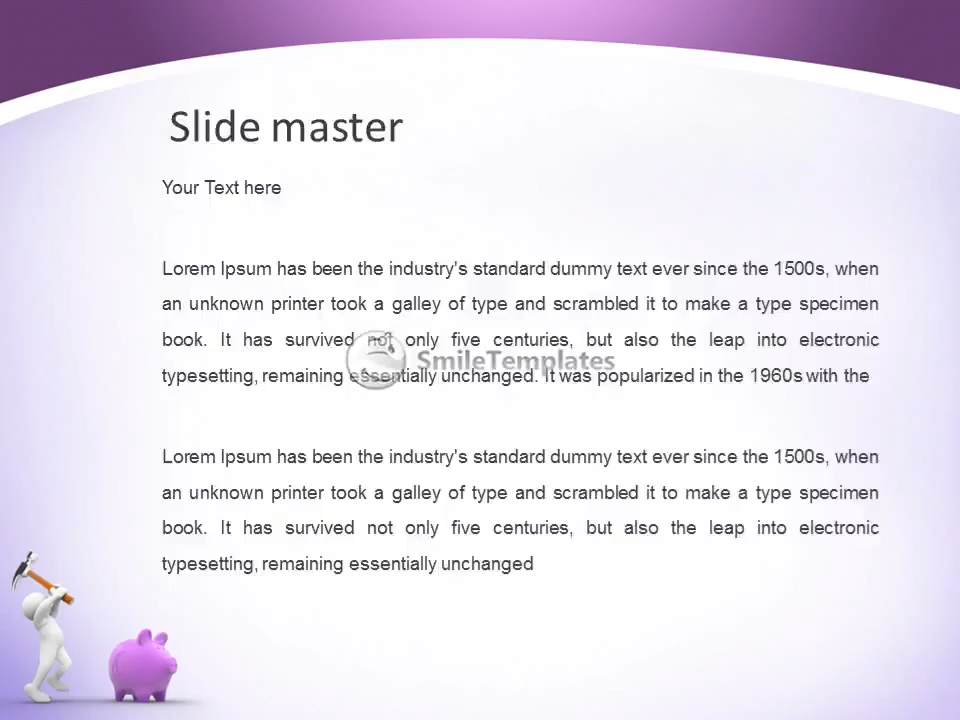 Slide master
Your Text here
Lorem Ipsum has been the industry's standard dummy text ever since the 1500s, when
an unknown printer took a galley of type and scrambled it to make a type specimen
book. It has survived not only five centuries, but also the leap into electronic
SmileTemplates
typesetting, remaining essentially unchanged. It was popularized in the 1960s with the
Lorem Ipsum has been the industry's standard dummy text ever since the 1500s, when
an unknown printer took a galley of type and scrambled it to make a type specimen
book. It has survived not only five centuries, but also the leap into electronic
typesetting, remaining essentially unchanged